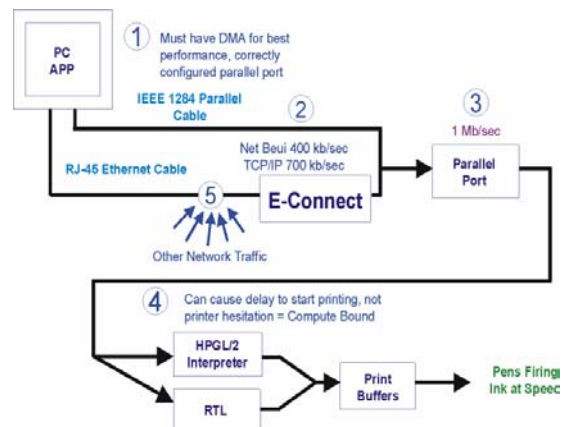 PC
APP
1
Must have DMA for best
performance, correctly
configured parallel port
IEEE 1284 Parallel
Cable
2
3
1 Mb/sec
Net Beui 400 kb/sec
TCP/IP 700 kb/sec
RJ-45 Ethernet Cable
5
E-Connect
Parallel
Port
Other Network Traffic
4
Can cause delay to start printing, not
printer hesitation = Compute Bound
HPGL/2
Interpreter
RTL
Print
Buffers
Pens Firing
Ink at Speed